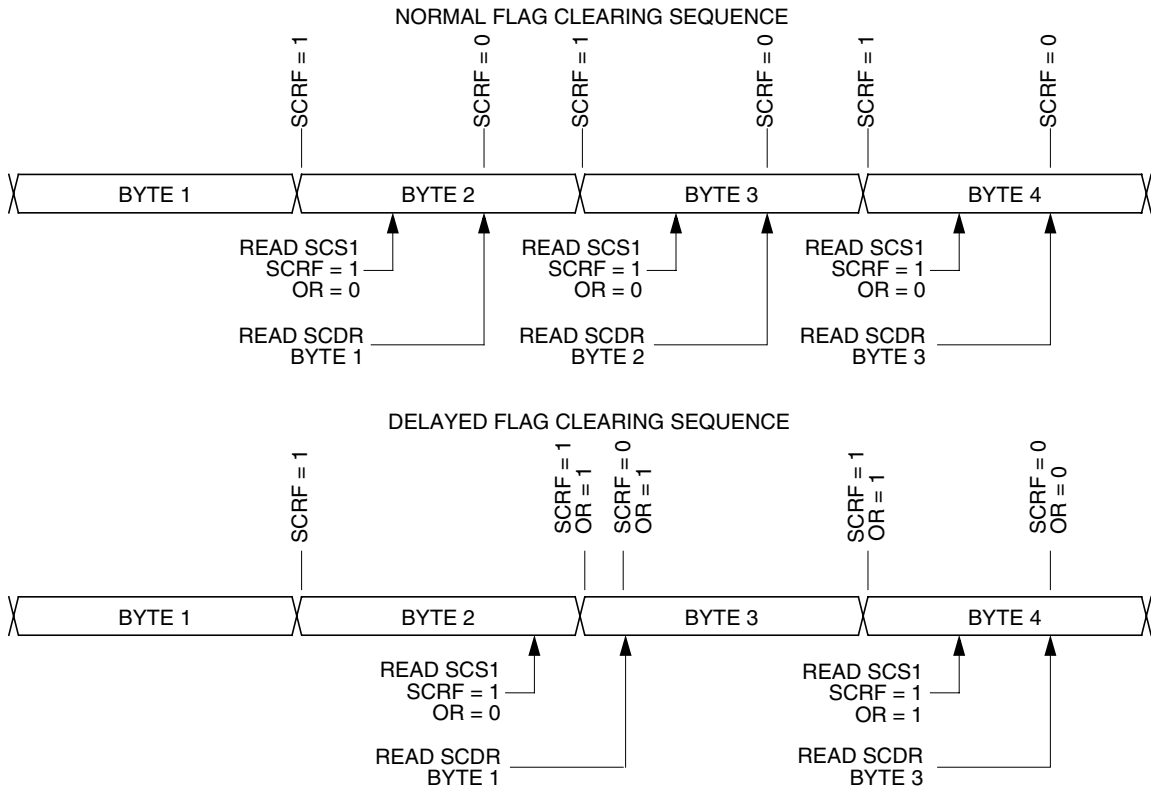 NORMAL FLAG CLEARING SEQUENCE
SCRF = 1
SCRF = 0
SCRF = 1
SCRF = 0
SCRF = 1
SCRF = 0
BYTE 1
BYTE 2
BYTE 3
BYTE 4
READ SCS1
SCRF = 1
OR = 0
READ SCS1
SCRF = 1
OR = 0
READ SCS1
SCRF = 1
OR = 0
READ SCDR
BYTE 1
READ SCDR
BYTE 2
READ SCDR
BYTE 3
DELAYED FLAG CLEARING SEQUENCE
SCRF = 1
SCRF = 1
OR = 1
SCRF = 0
OR = 1
SCRF = 1
OR = 1
SCRF = 0
OR = 0
BYTE 1
BYTE 2
BYTE 3
BYTE 4
READ SCS1
SCRF = 1
OR = 0
READ SCS1
SCRF = 1
OR = 1
READ SCDR
BYTE 1
READ SCDR
BYTE 3